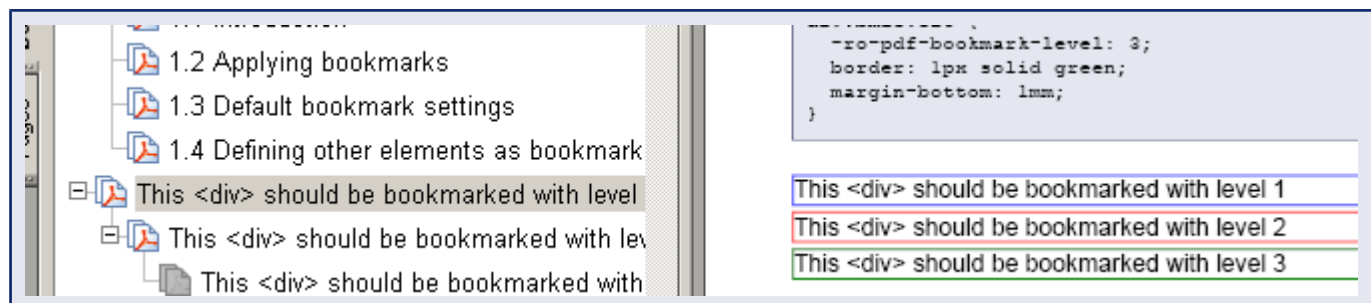 1.1 Introduction
1.2 Applying bookmarks
1.3 Default bookmark settings
1.4 Defining other elements as bookmark
This <div> should be bookmarked with level
This <div> should be bookmarked with lev
This <div> should be bookmarked with
-ro-pdf-bookmark-level: 3;
border: 1px solid green;
margin-bottom: 1mm;
}
This <div> should be bookmarked with level 1
This <div> should be bookmarked with level 2
This <div> should be bookmarked with level 3